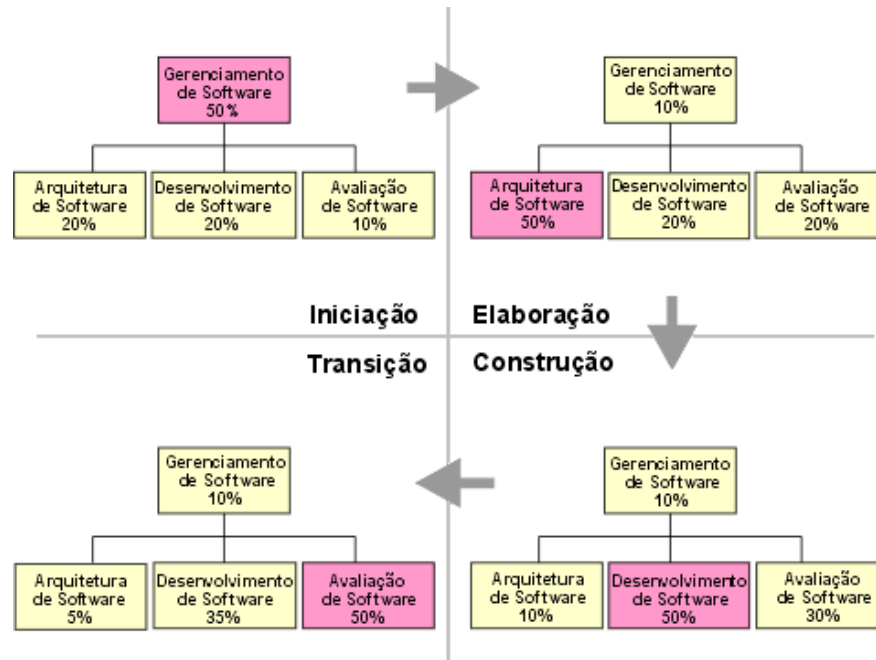 Gerenciamento
de Software
50%
Arquitetura
de Software
20%
Desenvolvimento
de Software
20%
Avaliação
de Software
10%
Gerenciamento
de Software
10%
Arquitetura
de Software
50%
Desenvolvimento
de Software
20%
Avaliação
de Software
20%
Iniciação
Elaboração
Transição
Construção
Gerenciamento
de Software
10%
Arquitetura
de Software
5%
Desenvolvimento
de Software
35%
Avaliação
de Software
50%
Gerenciamento
de Software
10%
Arquitetura
de Software
10%
Desenvolvimento
de Software
50%
Avaliação
de Software
30%